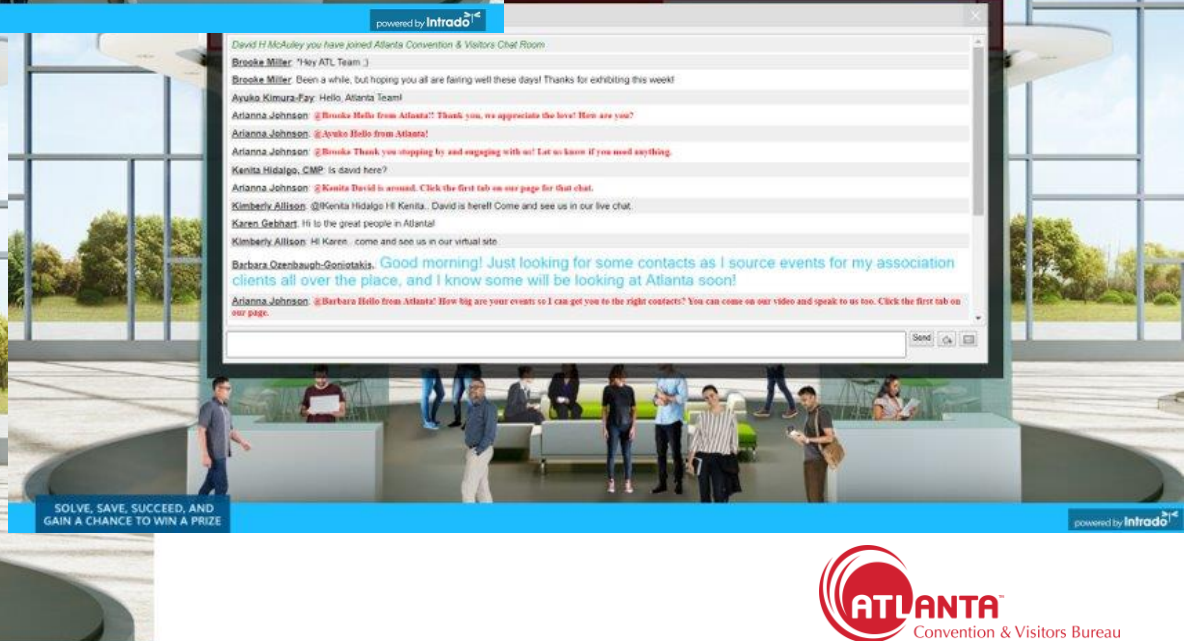 powered by Intrado
David H McAuley you have joined Atlanta Convention & Visitors Chat Room
Brooke Miller: "Hey ATL Team ;)
Brooke Miller: Been a while, but hoping you all are fairing well these days! Thanks for exhibiting this week!
Ayuko Kimura-Fay: Hello, Atlanta Team!
Arianna Johnson: @Brooke Hello from Atlanta!! Thank you, we appreciate the love! How are you?
Arianna Johnson: @Ayuko Hello from Atlanta!
Arianna Johnson: @Brooke Thank you stopping by and engaging with us! Let us know if you need anything.
Kenita Hidalgo, CMP: Is david here?
Arianna Johnson: @Kenita David is around. Click the first tab on our page for that chat.
Kimberly Allison: @!Kenita Hidalgo HI Kenita.. David is here!! Come and see us in our live chat.
Karen Gebhart: Hi to the great people in Atlanta!
Kimberly Allison: HI Karen.. come and see us in our virtual site.
Barbara Ozenbaugh-Goniotakis, Good morning! Just looking for some contacts as I source events for my association
clients all over the place, and I know some will be looking at Atlanta soon!
Arianna Johnson: @Barbara Hello from Atlanta! How big are your events so I can get you to the right contacts? You can come on our video and speak to us too. Click the first tab on
our page.
Send
SOLVE, SAVE, SUCCEED, AND
GAIN A CHANCE TO WIN A PRIZE
powered by Intrado
ATLANTA™
Convention & Visitors Bureau